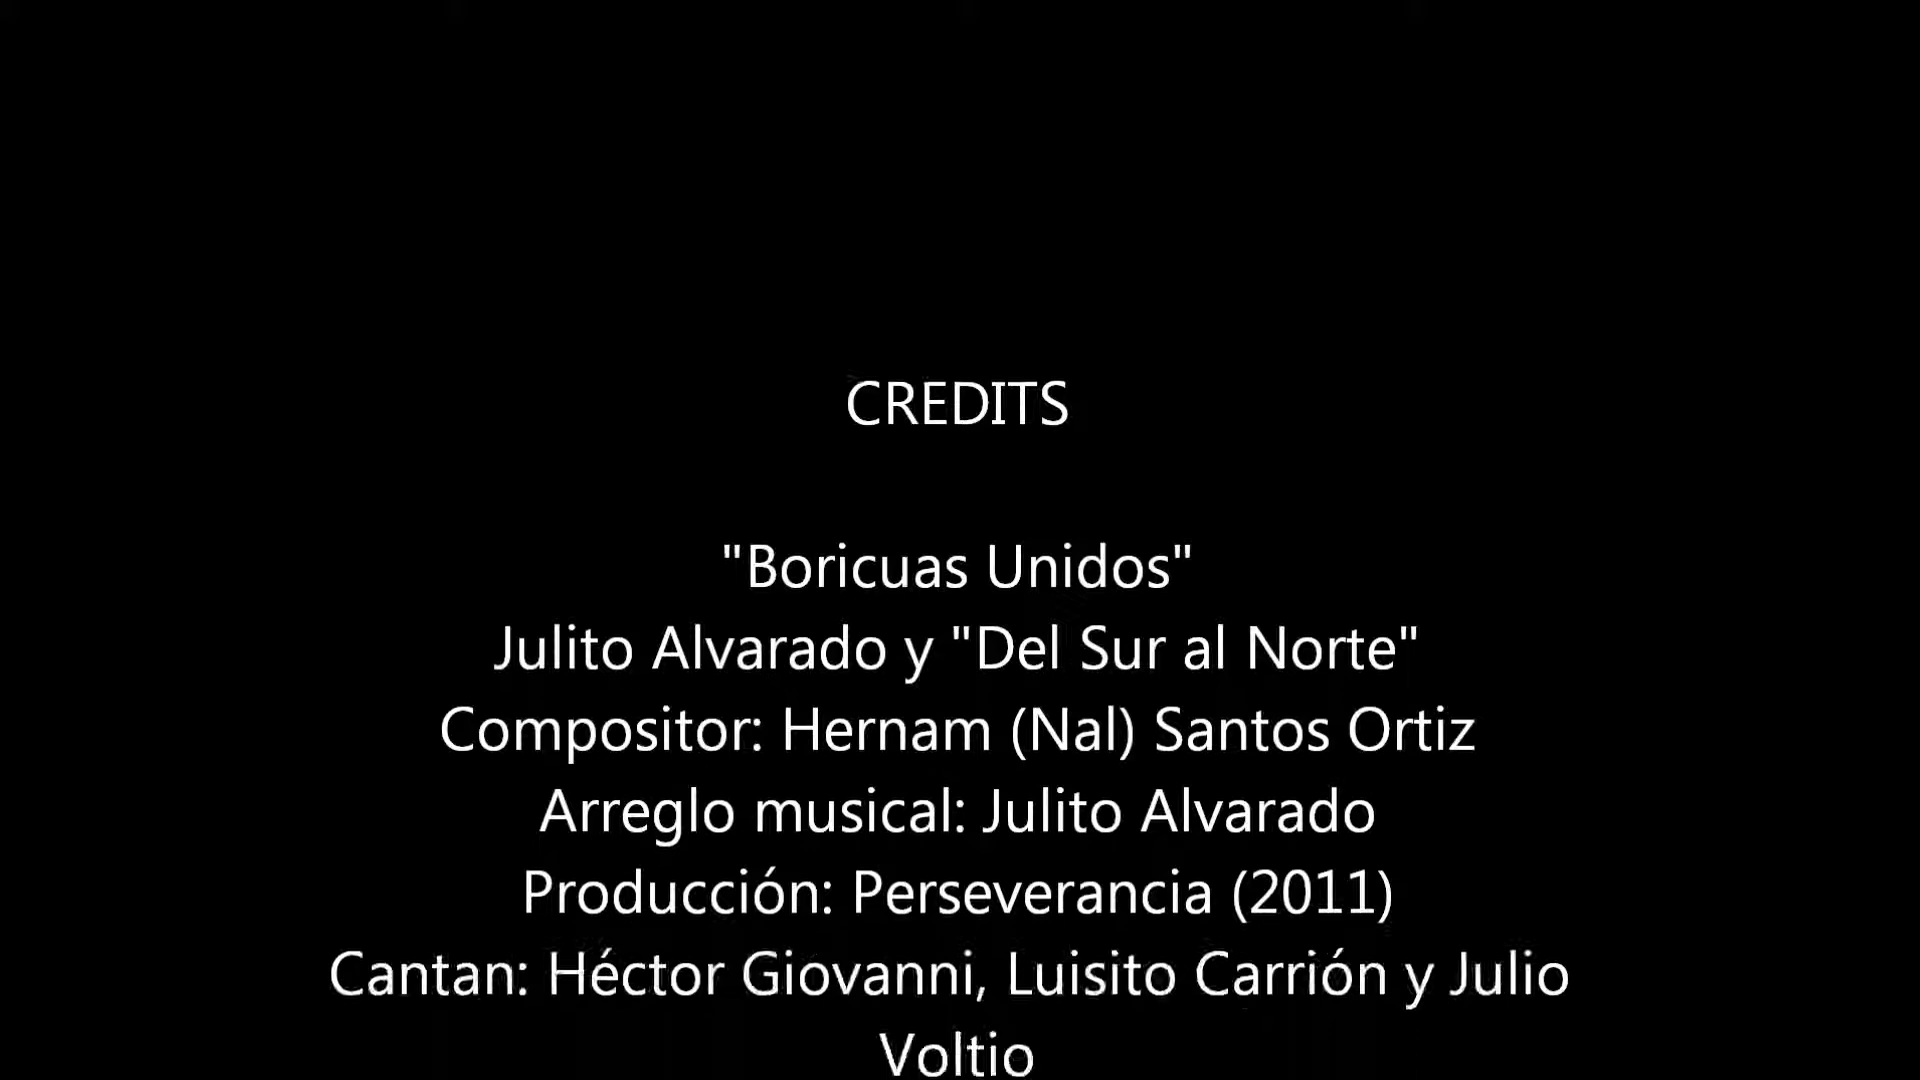 CREDITS
"Boricuas Unidos"
Julito Alvarado y "Del Sur al Norte"
Compositor: Hernam (Nal) Santos Ortiz
Arreglo musical: Julito Alvarado
Producción: Perseverancia (2011)
Cantan: Héctor Giovanni, Luisito Carrión y Julio
Voltio